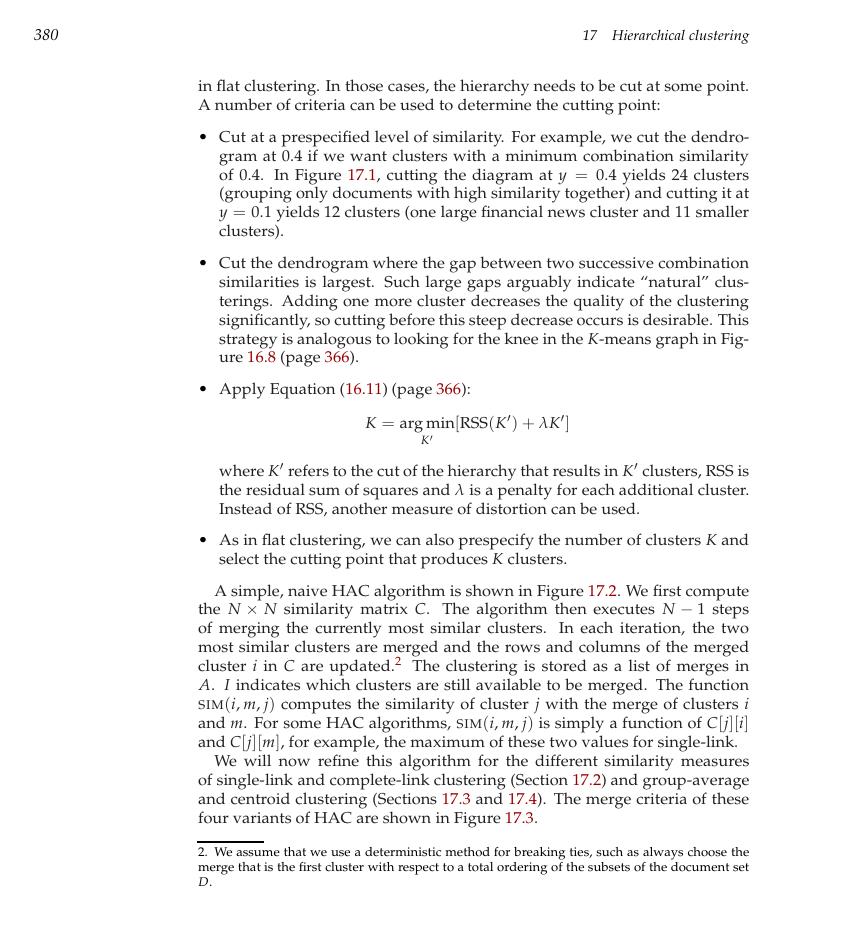 380
17 Hierarchical clustering
in flat clustering. In those cases, the hierarchy needs to be cut at some point.
A number of criteria can be used to determine the cutting point:
• Cut at a prespecified level of similarity. For example, we cut the dendro-
gram at 0.4 if we want clusters with a minimum combination similarity
of 0.4. In Figure 17.1, cutting the diagram at y = 0.4 yields 24 clusters
(grouping only documents with high similarity together) and cutting it at
y = 0.1 yields 12 clusters (one large financial news cluster and 11 smaller
clusters).
• Cut the dendrogram where the gap between two successive combination
similarities is largest. Such large gaps arguably indicate “natural” clus-
terings. Adding one more cluster decreases the quality of the clustering
significantly, so cutting before this steep decrease occurs is desirable. This
strategy is analogous to looking for the knee in the K-means graph in Fig-
ure 16.8 (page 366).
• Apply Equation (16.11) (page 366):
K = arg min[RSS(K′) + λK′]
K′
where K′ refers to the cut of the hierarchy that results in K′ clusters, RSS is
the residual sum of squares and λ is a penalty for each additional cluster.
Instead of RSS, another measure of distortion can be used.
• As in flat clustering, we can also prespecify the number of clusters K and
select the cutting point that produces K clusters.
A simple, naive HAC algorithm is shown in Figure 17.2. We first compute
the N × N similarity matrix C. The algorithm then executes N − 1 steps
of merging the currently most similar clusters. In each iteration, the two
most similar clusters are merged and the rows and columns of the merged
cluster i in C are updated.2 The clustering is stored as a list of merges in
A. I indicates which clusters are still available to be merged. The function
SIM(i, m, j) computes the similarity of cluster j with the merge of clusters i
and m. For some HAC algorithms, SIM(i, m, j) is simply a function of C[j][i]
and C[j][m], for example, the maximum of these two values for single-link.
We will now refine this algorithm for the different similarity measures
of single-link and complete-link clustering (Section 17.2) and group-average
and centroid clustering (Sections 17.3 and 17.4). The merge criteria of these
four variants of HAC are shown in Figure 17.3.
2. We assume that we use a deterministic method for breaking ties, such as always choose the
merge that is the first cluster with respect to a total ordering of the subsets of the document set
D.